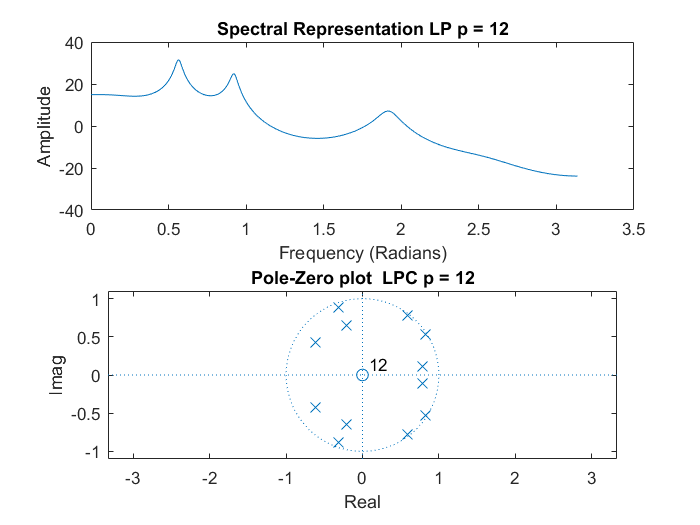 Spectral Representation LP p = 12
40
20
0
-20
-40
Amplitude
0 0.5 1 1.5 2 2.5 3 3.5
Frequency (Radians)
Pole-Zero plot  LPC p = 12
1
0.5
0
-0.5
-1
Imag
12
-3 -2 -1 0 1 2 3
Real